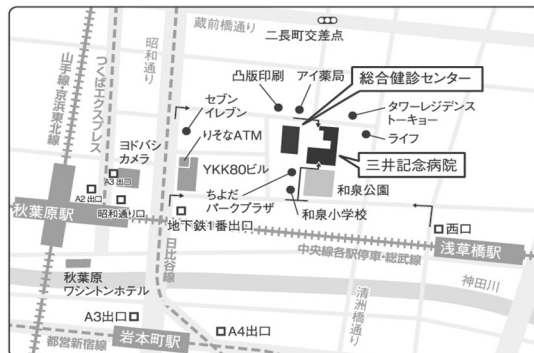 蔵前橋通り
二長町交差点
昭和通り
つくばエクスプレス
山手線・京浜東北線
凸版印刷
アイ薬局
総合健診センター
セブン
イレブン
タワーレジデンス
トーキョー
りそなATM
ライフ
ヨドバシ
カメラ
YKK80ビル
三井記念病院
A3出口
A2出口
ちよだ
パークプラザ
和泉公園
秋葉原駅
昭和通り口
地下鉄1番出口
和泉小学校
西口
日比谷線
中央線各駅停車・総武線
浅草橋駅
秋葉原
ワシントンホテル
清洲橋通り
神田川
A3出口
A4出口
都営新宿線
岩本町駅